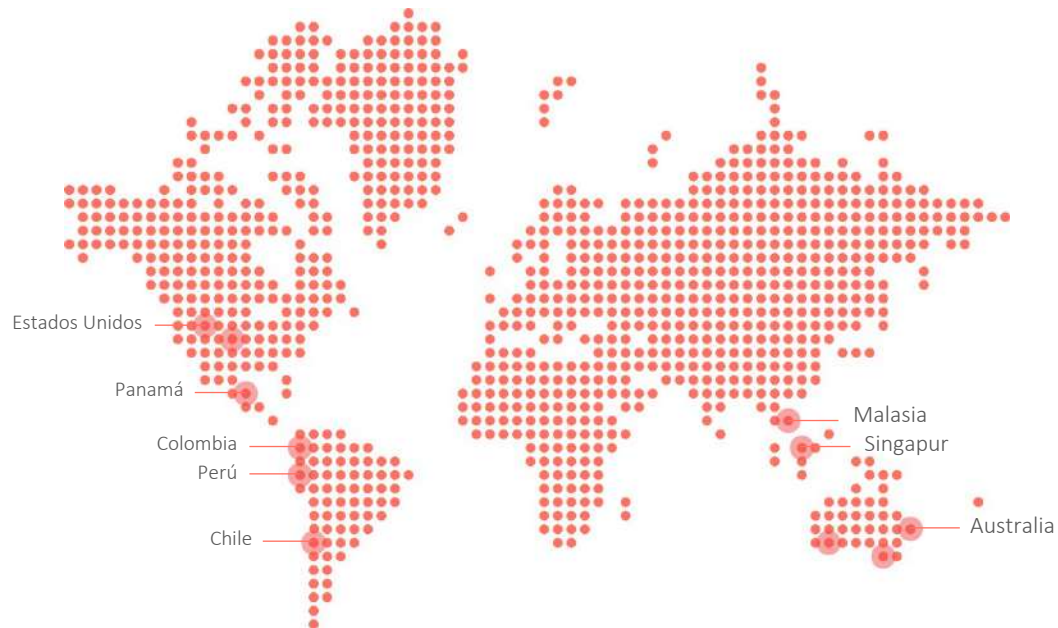 Estados Unidos
Panamá
Colombia
Perú
Chile
Malasia
Singapur
Australia